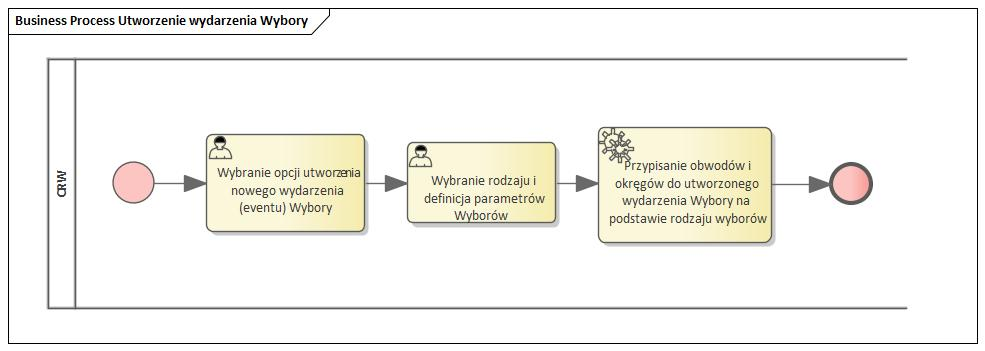 Business Process Utworzenie wydarzenia Wybory
CRW
Wybranie opcji utworzenia
nowego wydarzenia
(eventu) Wybory
Wybranie rodzaju i
definicja parametrów
Wyborów
Przypisanie obwodów i
okręgów do utworzonego
wydarzenia Wybory na
podstawie rodzaju wyborów